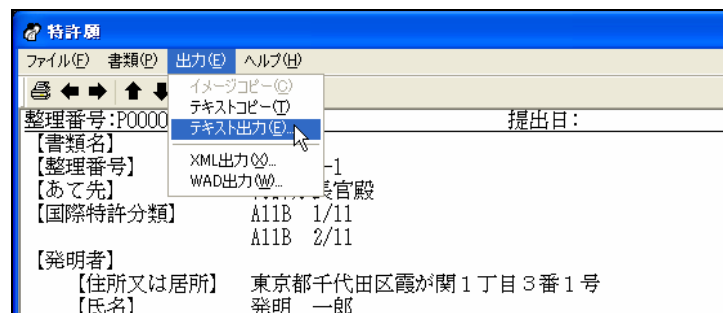 特許願
ファイル(F) 書類(P) 出力(E) ヘルプ(H)
イメージコピー(C)
テキストコピー(T)
テキスト出力(E)...
XML出力(X)...
WAD出力(W)...
整理番号:P0000 提出日:
【書類名】
【整理番号】 -1
【あて先】 長官殿
【国際特許分類】 A11B 1/11
A11B 2/11
【発明者】
【住所又は居所】 東京都千代田区霞が関1丁目3番1号
【氏名】 発明 一郎